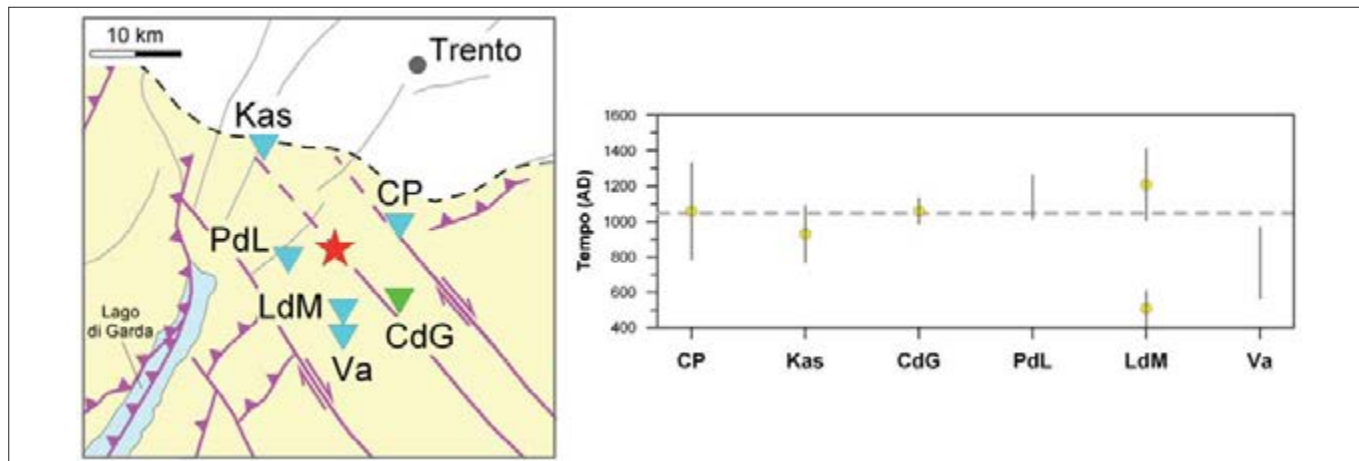 10 km
Trento
Kas
CP
PdL
LdM
CdG
Va
Lago
di Garda
Tempo (AD)
1600
1400
1200
1000
800
600
400
CP Kas CdG PdL LdM Va